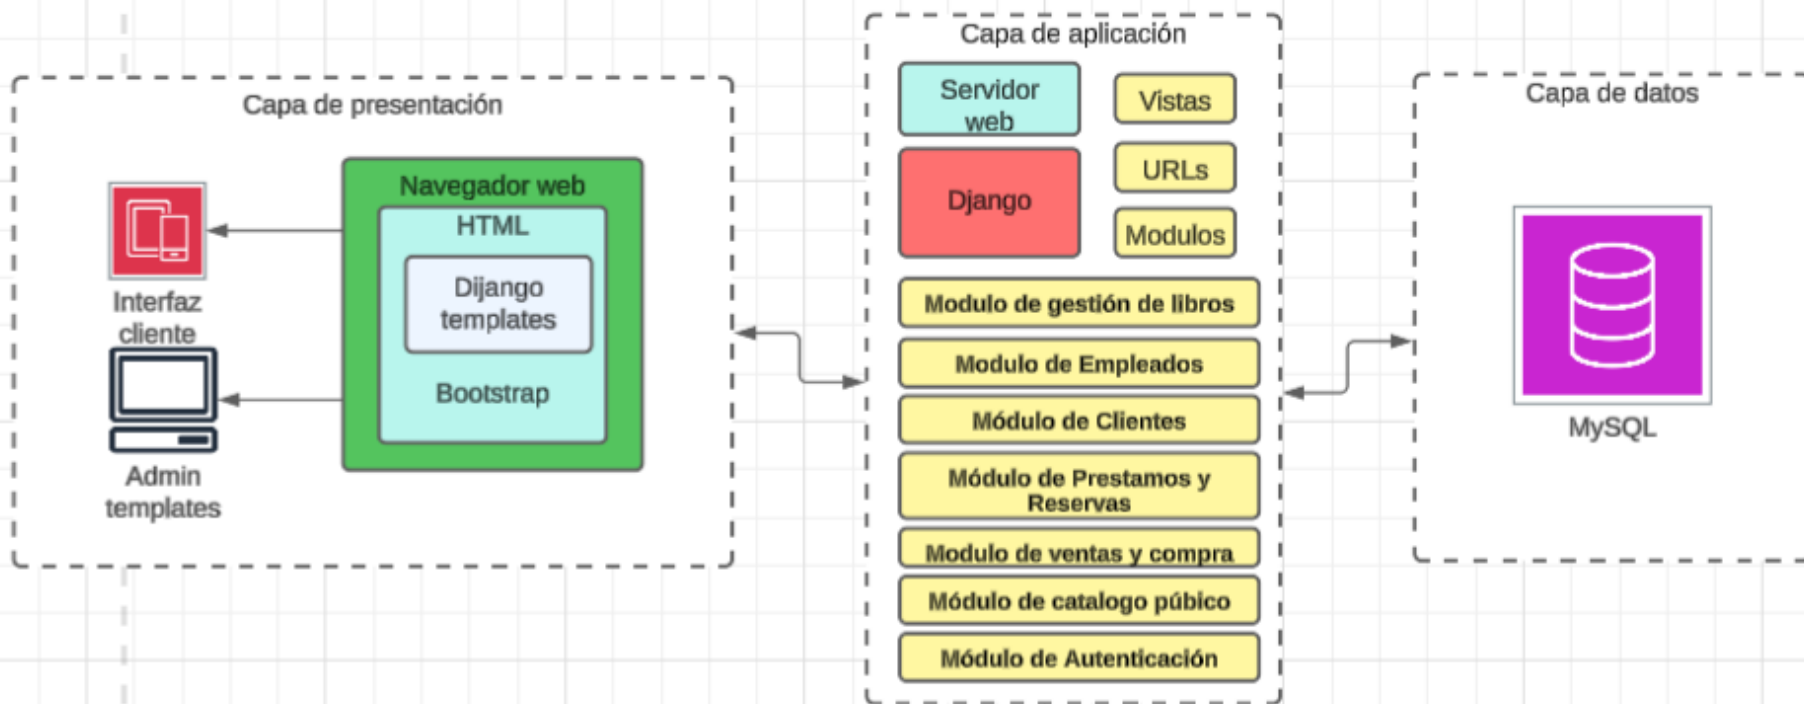 Capa de presentación
Interfaz
cliente
Admin
templates
Navegador web
HTML
Dijango
templates
Bootstrap
Capa de aplicación
Servidor
web
Django
Vistas
URLs
Modulos
Modulo de gestión de libros
Modulo de Empleados
Módulo de Clientes
Módulo de Prestamos y
Reservas
Modulo de ventas y compra
Módulo de catalogo púbico
Módulo de Autenticación
Capa de datos
MySQL